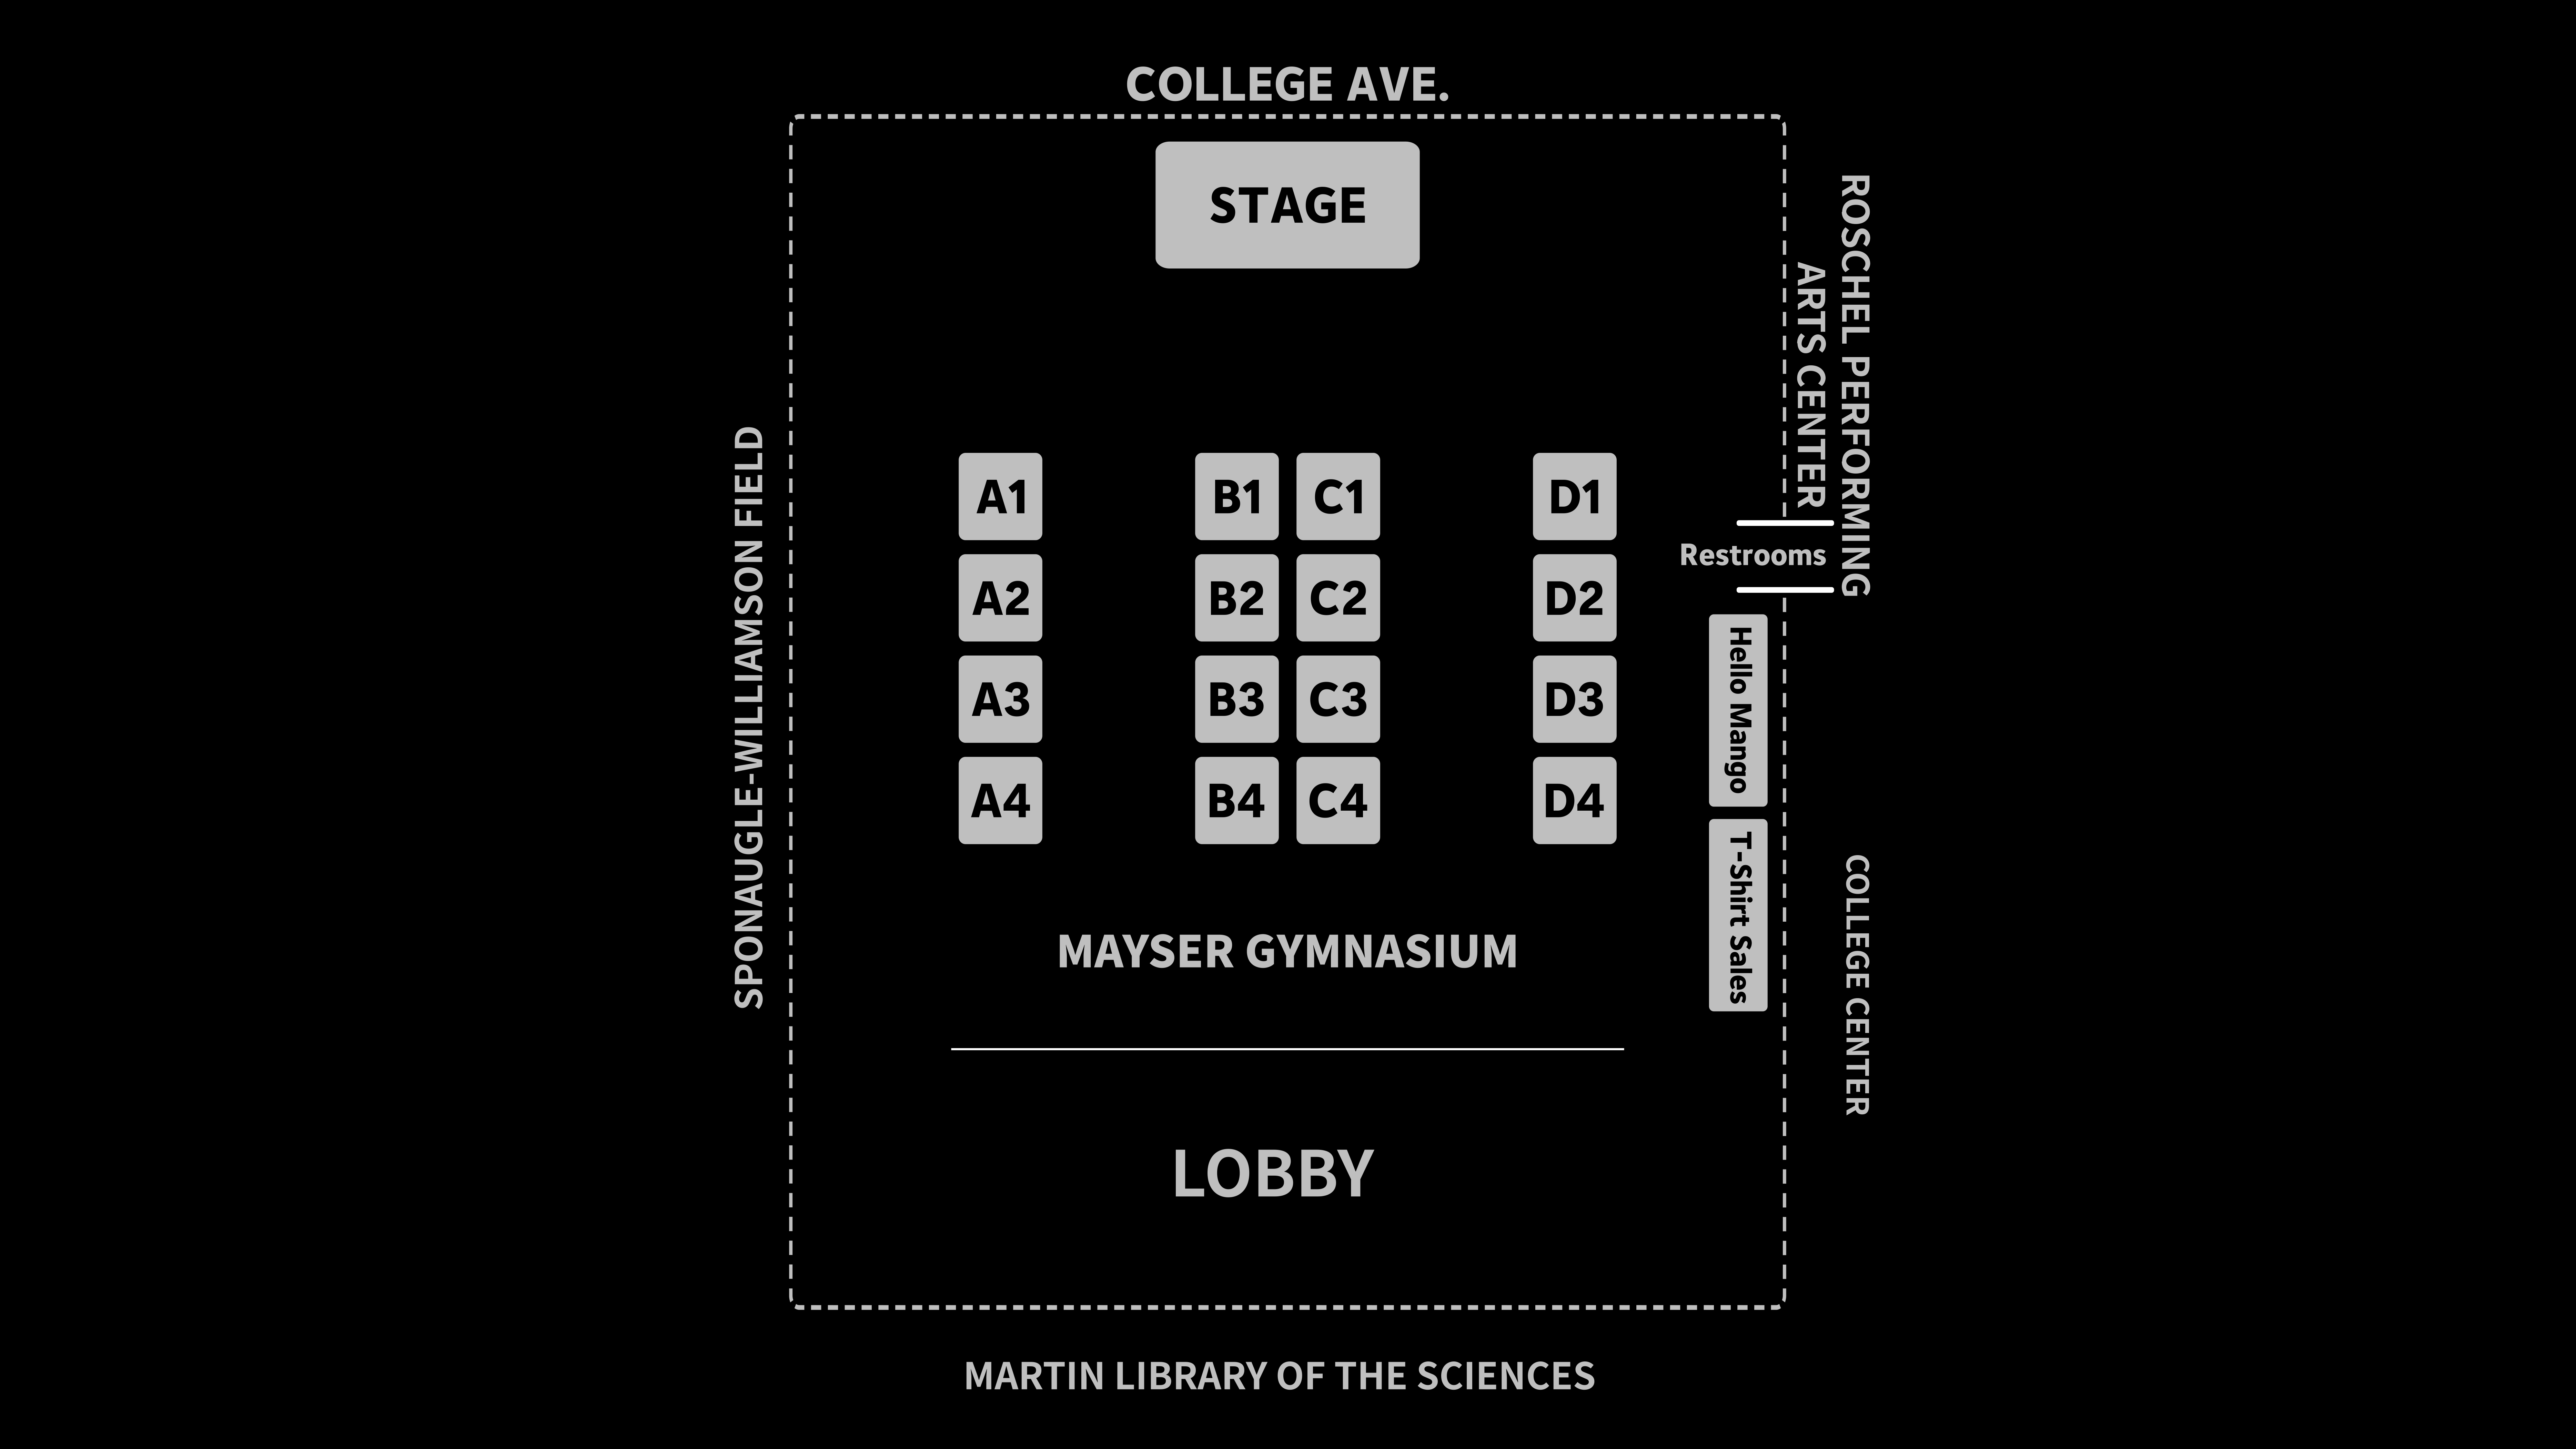 COLLEGE AVE.
STAGE
ROSCHEL PERFORMING
ARTS CENTER
SPONAUGLE-WILLIAMSON FIELD
A1 B1 C1 D1
Restrooms
A2 B2 C2 D2
A3 B3 C3 D3
A4 B4 C4 D4
Hello Mango
T-Shirt Sales
COLLEGE CENTER
MAYSER GYMNASIUM
LOBBY
MARTIN LIBRARY OF THE SCIENCES